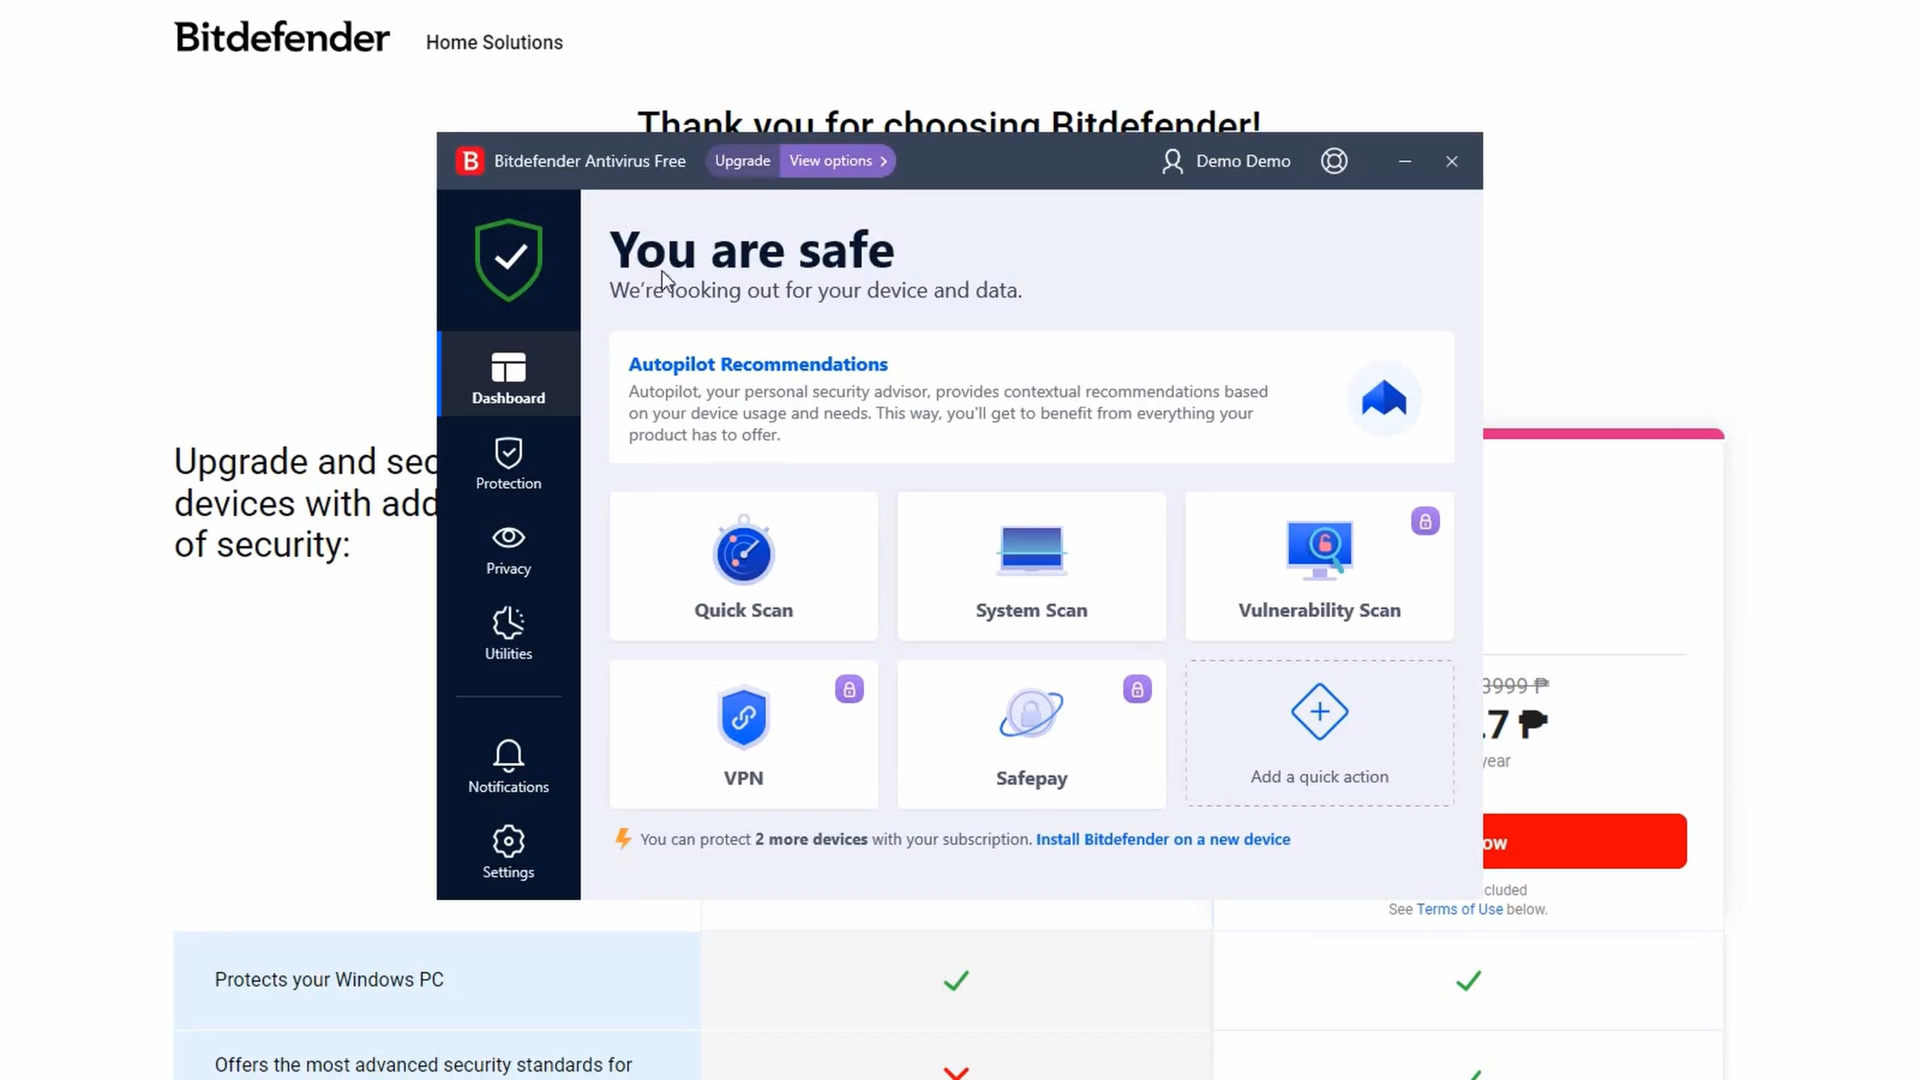 Bitdefender
Home Solutions
Thank you for choosing Bitdefender!
B
Bitdefender Antivirus Free
Upgrade
View options
Demo Demo
You are safe
We're looking out for your device and data.
Dashboard
Protection
Privacy
Utilities
Notifications
Settings
Autopilot Recommendations
Autopilot, your personal security advisor, provides contextual recommendations based
on your device usage and needs. This way, you'll get to benefit from everything your
product has to offer.
Quick Scan
System Scan
Vulnerability Scan
VPN
Safepay
Add a quick action
You can protect 2 more devices with your subscription. Install Bitdefender on a new device
Upgrade and sec
devices with add
of security:
3999 ₱
.7 ₱
year
ow
cluded
See Terms of Use below.
Protects your Windows PC
Offers the most advanced security standards for